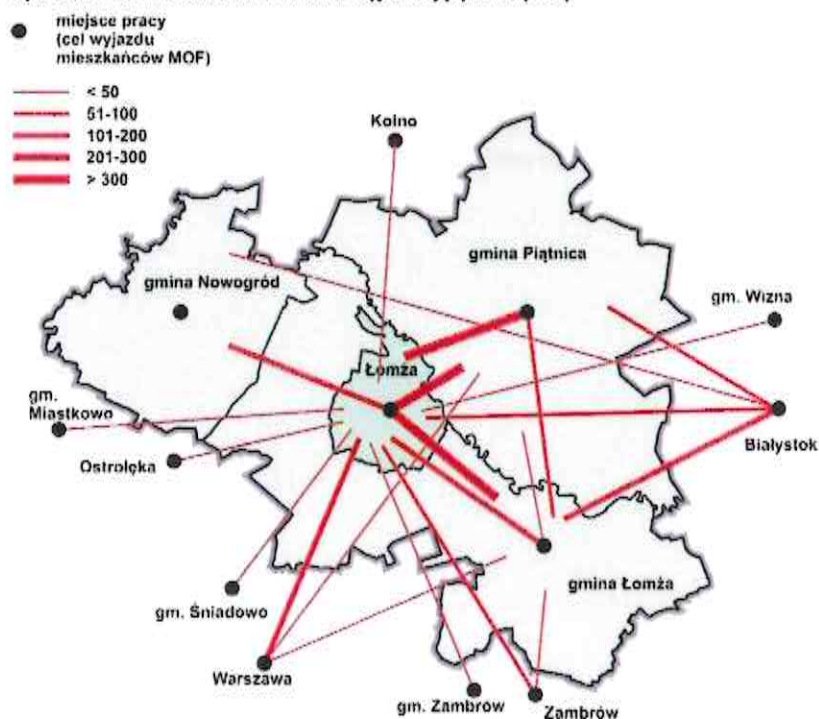 miejsce pracy
(cel wyjazdu
mieszkańców MOF)
< 50
51-100
101-200
201-300
> 300
Kolno
gmina Piątnica
gmina Nowogród
gm. Wizna
Łomża
gm.
Miastkowo
Białystok
Ostrołęka
gmina Łomża
gm. Śniadowo
Warszawa
gm. Zambrów
Zambrów